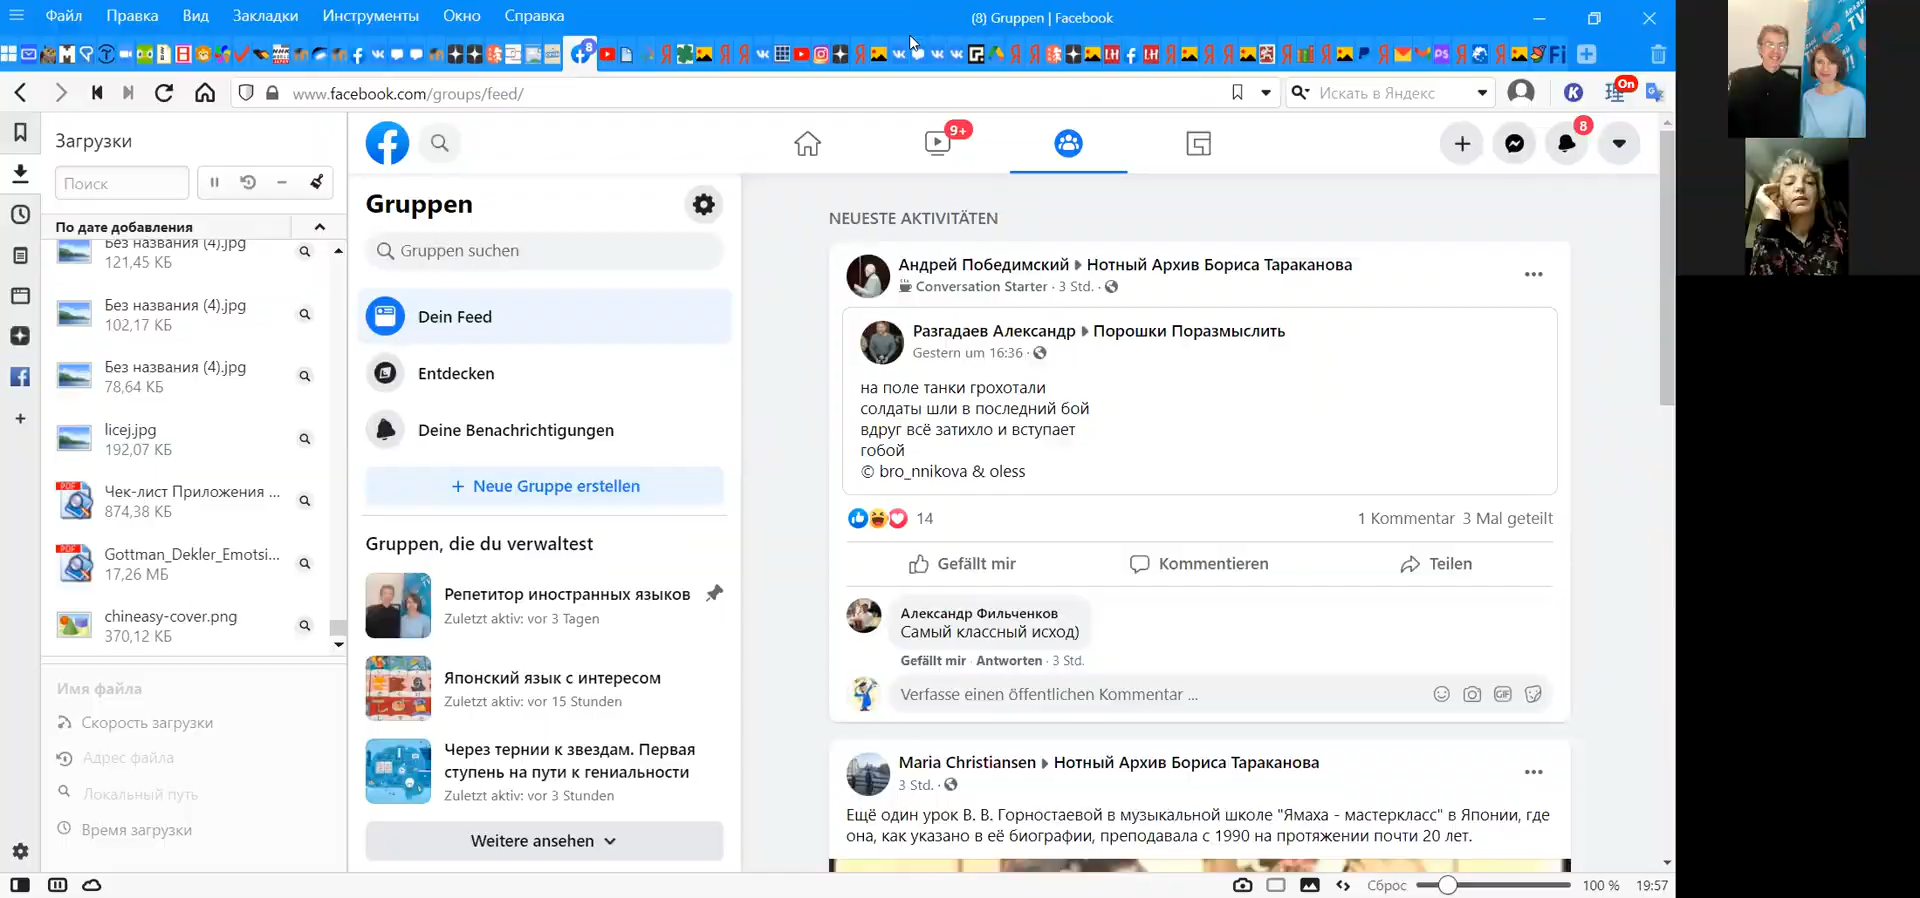 Файл Правка Вид Закладки Инструменты Окно Справка
(8) Gruppen | Facebook
www.facebook.com/groups/feed/
Искать в Яндекс
On
Загрузки
Поиск
По дате добавления
Без названия (4).jpg
121,45 КБ
Без названия (4).jpg
102,17 КБ
Без названия (4).jpg
78,64 КБ
licej.jpg
192,07 КБ
Чек-лист Приложения ...
874,38 КБ
Gottman_Dekler_Emotsi...
17,26 МБ
chineasy-cover.png
370,12 КБ
Имя файла
Скорость загрузки
Адрес файла
Локальный путь
Время загрузки
9+
8
Gruppen
Gruppen suchen
Dein Feed
Entdecken
Deine Benachrichtigungen
+ Neue Gruppe erstellen
Gruppen, die du verwaltest
Репетитор иностранных языков
Zuletzt aktiv: vor 3 Tagen
Японский язык с интересом
Zuletzt aktiv: vor 15 Stunden
Через тернии к звездам. Первая
ступень на пути к гениальности
Zuletzt aktiv: vor 3 Stunden
Weitere ansehen
NEUESTE AKTIVITÄTEN
Андрей Победимский Нотный Архив Бориса Тараканова
Conversation Starter · 3 Std. ·
Разгадаев Александр Порошки Поразмыслить
Gestern um 16:36 ·
на поле танки грохотали
солдаты шли в последний бой
вдруг всё затихло и вступает
гобой
© bro_nnikova & oless
14
1 Kommentar 3 Mal geteilt
Gefällt mir Kommentieren Teilen
Александр Фильченков
Самый классный исход)
Gefällt mir · Antworten · 3 Std.
Verfasse einen öffentlichen Kommentar ...
GIF
Maria Christiansen Нотный Архив Бориса Тараканова
3 Std. ·
Ещё один урок В. В. Горностаевой в музыкальной школе "Ямаха - мастеркласс" в Японии, где
она, как указано в её биографии, преподавала с 1990 на протяжении почти 20 лет.
Сброс 100 % 19:57